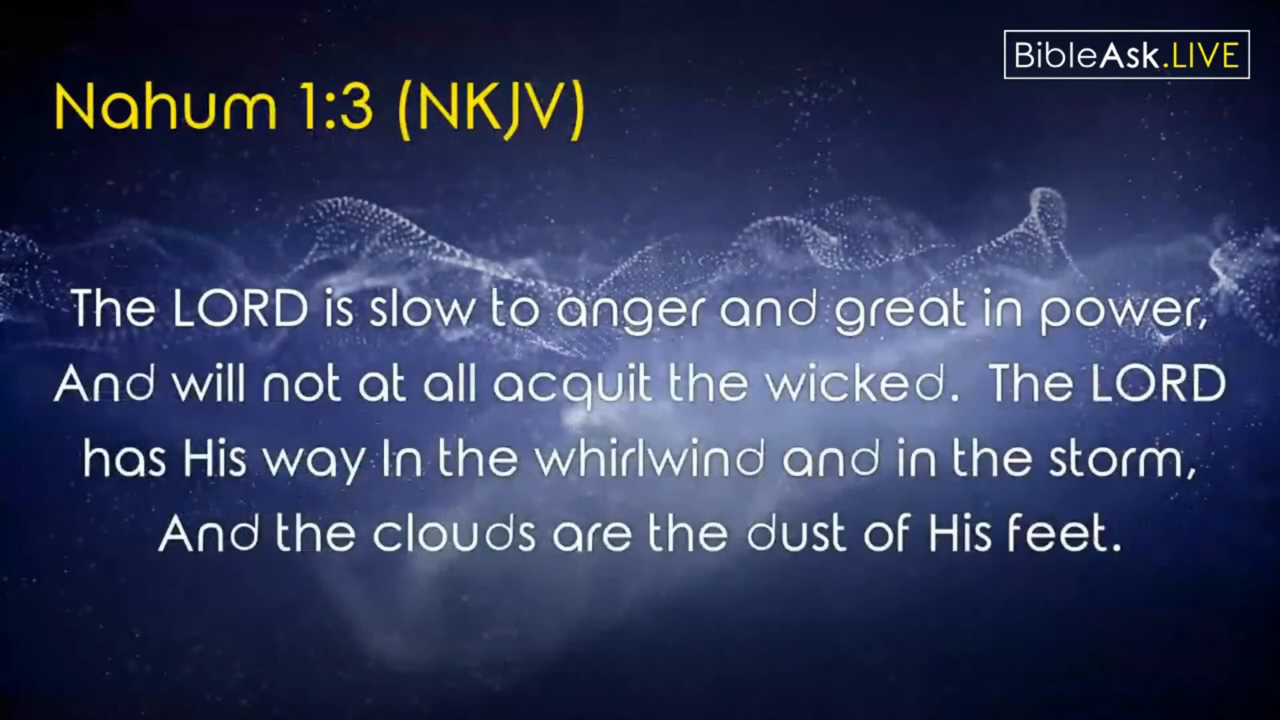 BibleAsk.LIVE
Nahum 1:3 (NKJV)
The LORD is slow to anger and great in power,
And will not at all acquit the wicked.  The LORD
has His way In the whirlwind and in the storm,
And the clouds are the dust of His feet.